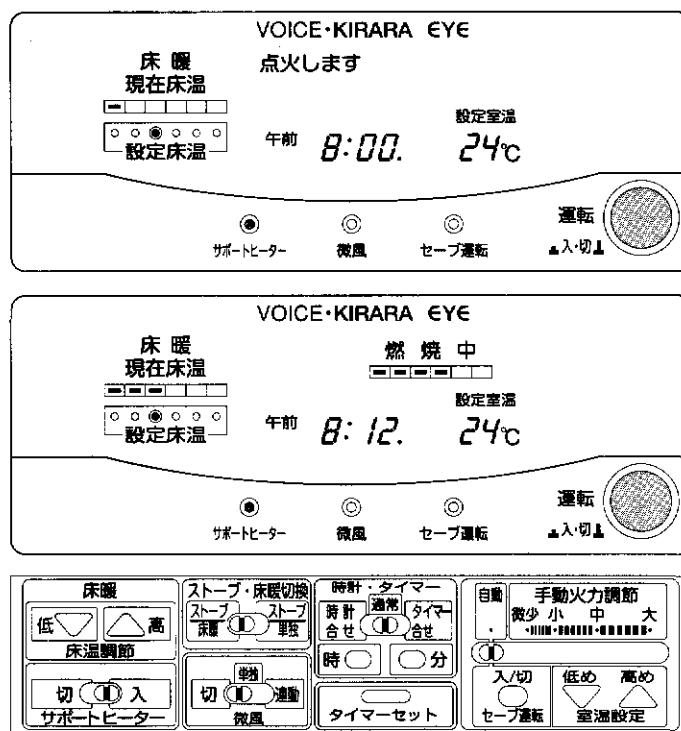 VOICE・KIRARA EYE
床暖
現在床温
点火します
設定床温
午前 8:00.
設定室温
24℃
サポートヒーター
微風
セーブ運転
運転
入・切
VOICE・KIRARA EYE
床暖
現在床温
燃焼中
設定床温
午前 8:12.
設定室温
24℃
サポートヒーター
微風
セーブ運転
運転
入・切
床暖
低 高
床温調節
切 入
サポートヒーター
ストーブ・床暖切換
ストーブ
床暖
ストーブ
単独
単独
切 連動
微風
時計・タイマー
通常
時計
合せ
タイマー
合せ
時 分
タイマーセット
自動
手動火力調節
微少 小 中 大
入/切
セーブ運転
低め 高め
室温設定